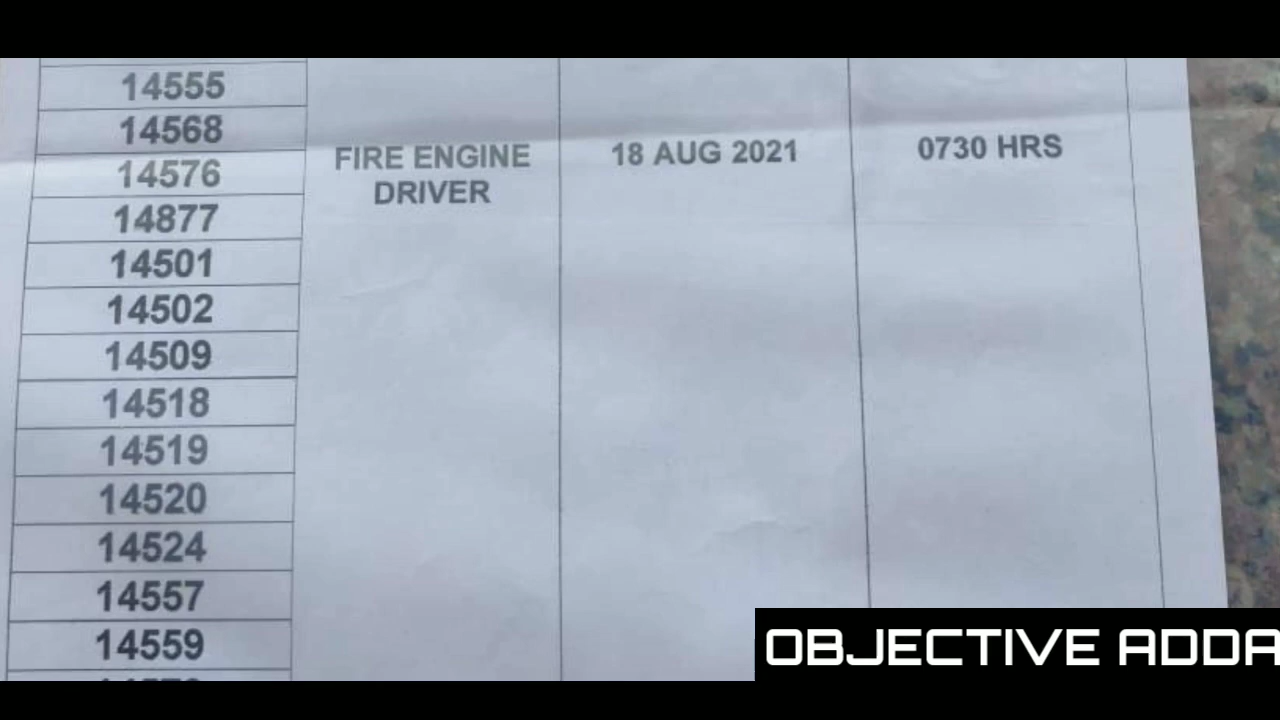 14555
14568
14576
14877
14501
14502
14509
14518
14519
14520
14524
14557
14559
FIRE ENGINE
DRIVER
18 AUG 2021
0730 HRS
OBJECTIVE ADDA